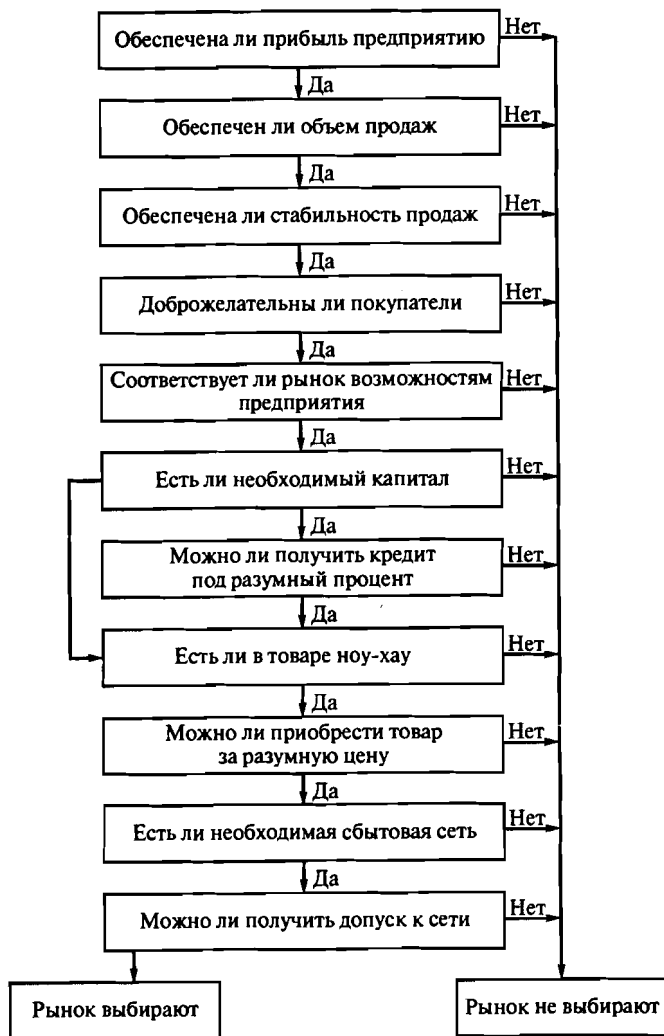 Обеспечена ли прибыль предприятию
Нет
Да
Обеспечен ли объем продаж
Нет
Да
Обеспечена ли стабильность продаж
Нет
Да
Доброжелательны ли покупатели
Нет
Да
Соответствует ли рынок возможностям
предприятия
Нет
Да
Есть ли необходимый капитал
Нет
Да
Можно ли получить кредит
под разумный процент
Нет
Да
Есть ли в товаре ноу-хау
Нет
Да
Можно ли приобрести товар
за разумную цену
Нет
Да
Есть ли необходимая сбытовая сеть
Нет
Да
Можно ли получить допуск к сети
Нет
Рынок выбирают
Рынок не выбирают